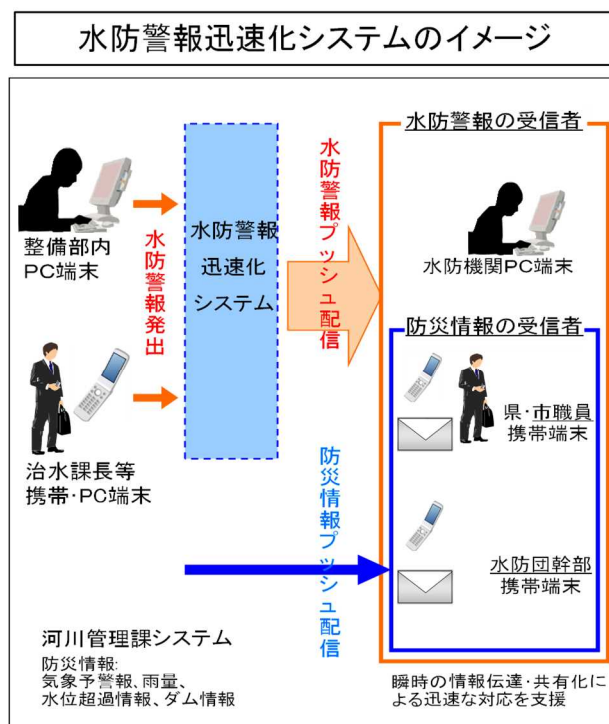 水防警報迅速化システムのイメージ
整備部内
PC端末
水防警報発出
治水課長等
携帯・PC端末
水防警報
迅速化
システム
水防警報プッシュ配信
防災情報プッシュ配信
水防警報の受信者
水防機関PC端末
防災情報の受信者
県・市職員
携帯端末
水防団幹部
携帯端末
河川管理課システム
防災情報:
気象予警報、雨量、
水位超過情報、ダム情報
瞬時の情報伝達・共有化に
よる迅速な対応を支援